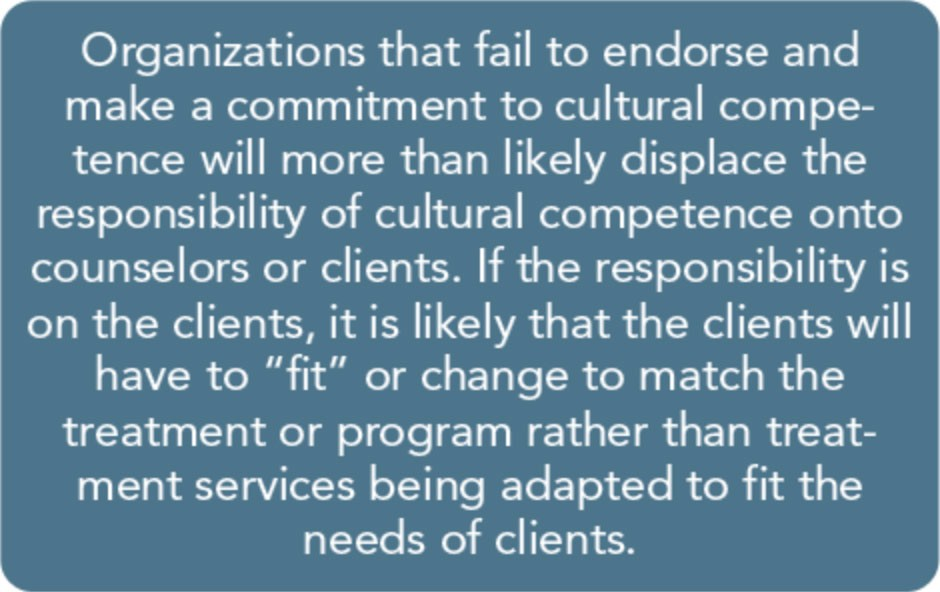 Organizations that fail to endorse and
make a commitment to cultural compe-
tence will more than likely displace the
responsibility of cultural competence onto
counselors or clients. If the responsibility is
on the clients, it is likely that the clients will
have to “fit” or change to match the
treatment or program rather than treat-
ment services being adapted to fit the
needs of clients.